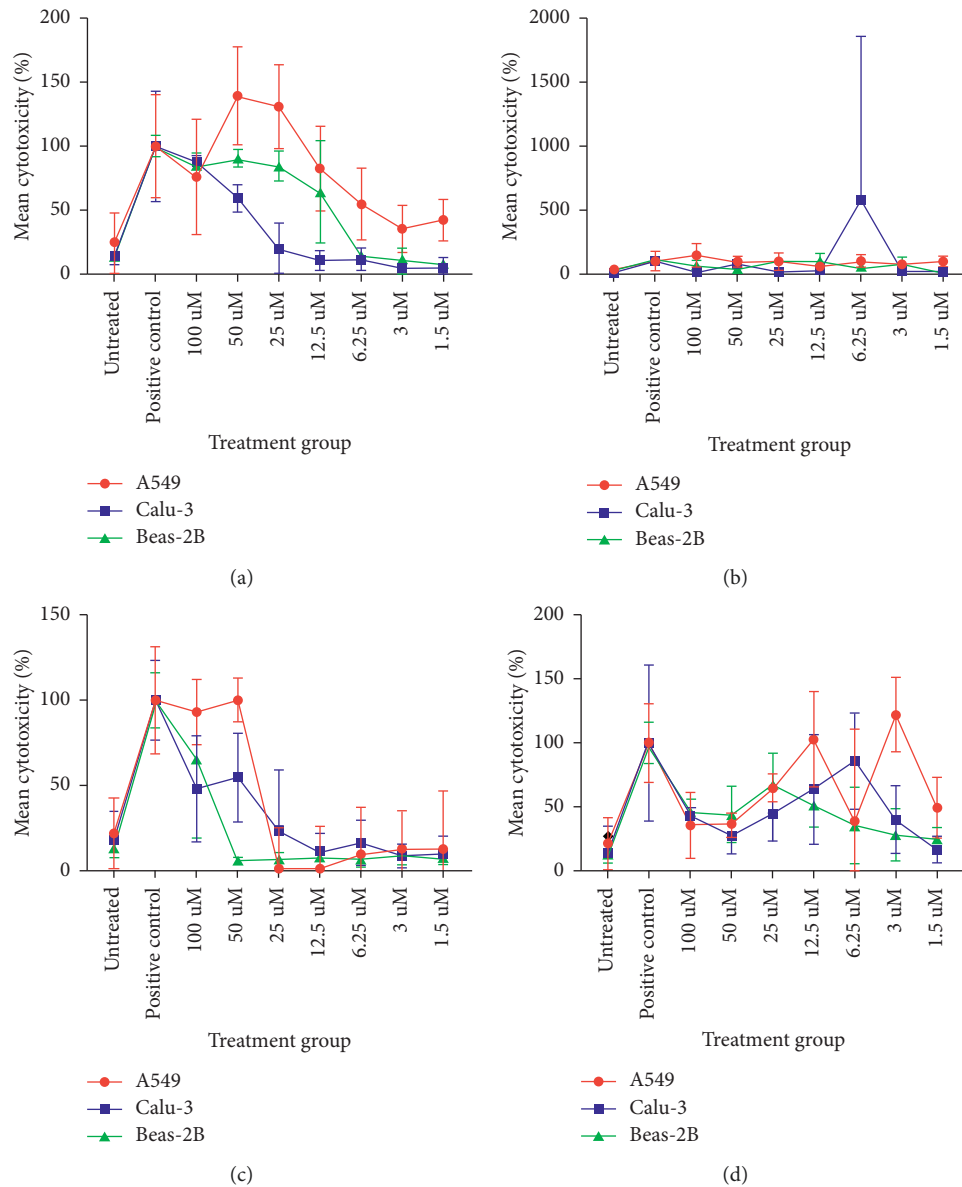 200
150
100
50
0
Mean cytotoxicity (%)
Untreated
Positive control
100 uM
50 uM
25 uM
12.5 uM
6.25 uM
3 uM
1.5 uM
Treatment group
A549
Calu-3
Beas-2B
(a)
2000
1500
1000
500
0
Mean cytotoxicity (%)
Untreated
Positive control
100 uM
50 uM
25 uM
12.5 uM
6.25 uM
3 uM
1.5 uM
Treatment group
A549
Calu-3
Beas-2B
(b)
150
100
50
0
Mean cytotoxicity (%)
Untreated
Positive control
100 uM
50 uM
25 uM
12.5 uM
6.25 uM
3 uM
1.5 uM
Treatment group
A549
Calu-3
Beas-2B
(c)
200
150
100
50
0
Mean cytotoxicity (%)
Untreated
Positive control
100 uM
50 uM
25 uM
12.5 uM
6.25 uM
3 uM
1.5 uM
Treatment group
A549
Calu-3
Beas-2B
(d)